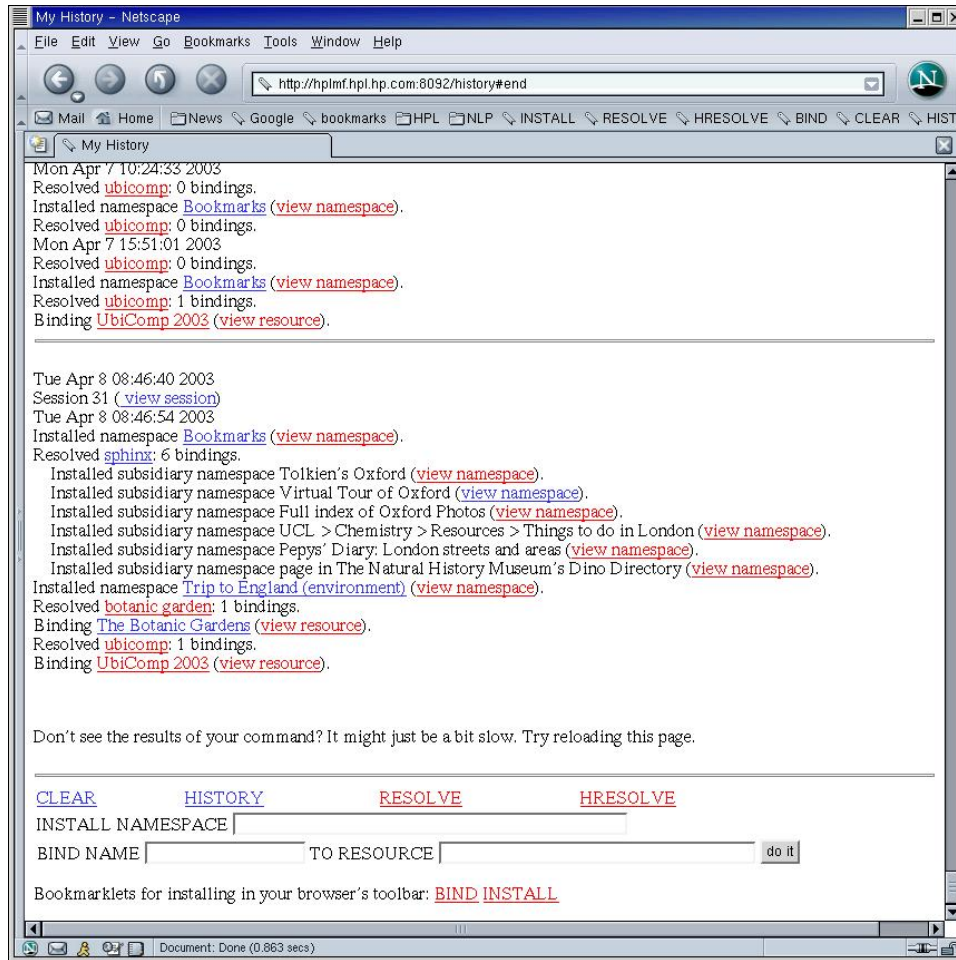 My History – Netscape
File Edit View Go Bookmarks Tools Window Help
http://hplmf.hpl.hp.com:8092/history#end
N
Mail Home News Google bookmarks HPL NLP INSTALL RESOLVE HRESOLVE BIND CLEAR HIST
My History
Mon Apr 7 10:24:33 2003
Resolved ubicomp: 0 bindings.
Installed namespace Bookmarks (view namespace).
Resolved ubicomp: 0 bindings.
Mon Apr 7 15:51:01 2003
Resolved ubicomp: 0 bindings.
Installed namespace Bookmarks (view namespace).
Resolved ubicomp: 1 bindings.
Binding UbiComp 2003 (view resource).
Tue Apr 8 08:46:40 2003
Session 31 ( view session)
Tue Apr 8 08:46:54 2003
Installed namespace Bookmarks (view namespace).
Resolved sphinx: 6 bindings.
Installed subsidiary namespace Tolkien's Oxford (view namespace).
Installed subsidiary namespace Virtual Tour of Oxford (view namespace).
Installed subsidiary namespace Full index of Oxford Photos (view namespace).
Installed subsidiary namespace UCL > Chemistry > Resources > Things to do in London (view namespace).
Installed subsidiary namespace Pepys' Diary: London streets and areas (view namespace).
Installed subsidiary namespace page in The Natural History Museum's Dino Directory (view namespace).
Installed namespace Trip to England (environment) (view namespace).
Resolved botanic garden: 1 bindings.
Binding The Botanic Gardens (view resource).
Resolved ubicomp: 1 bindings.
Binding UbiComp 2003 (view resource).
Don't see the results of your command? It might just be a bit slow. Try reloading this page.
CLEAR HISTORY RESOLVE HRESOLVE
INSTALL NAMESPACE
BIND NAME TO RESOURCE do it
Bookmarklets for installing in your browser's toolbar: BIND INSTALL
Document: Done (0.863 secs)